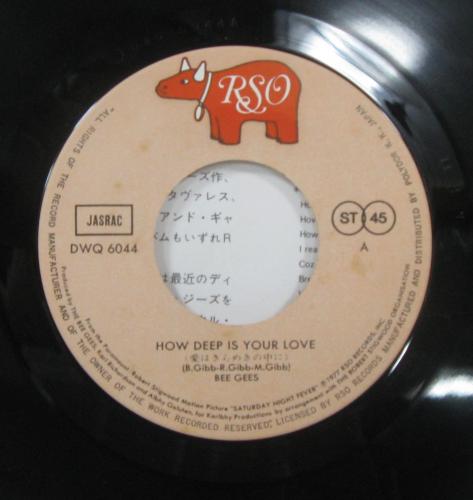 RSO
JASRAC
DWQ 6044
ST 45
A
ーズ作、
タヴァレス、
アンド・ギャ
バムもいずれR
は最近のディ
ジーズを
Ho
How
How
I rea
Coz
Bro
HOW DEEP IS YOUR LOVE
(愛はきらめきの中に)
(B.Gibb-R.Gibb-M.Gibb)
BEE GEES
Produced by THE BEE GEES, Karl Richardson and Albhy Galuten, for Karlbby Productions by arrangement with THE ROBERT STIGWOOD ORGANISATION
From the Paramount/Robert Stigwood Motion Picture "SATURDAY NIGHT FEVER" ℗ 1977 RSO RECORDS, INC.
"ALL RIGHTS OF THE RECORD MANUFACTURER AND OF THE OWNER OF THE WORK RECORDED RESERVED." LICENSED BY RSO RECORDS MANUFACTURED AND DISTRIBUTED BY POLYDOR K.K., JAPAN